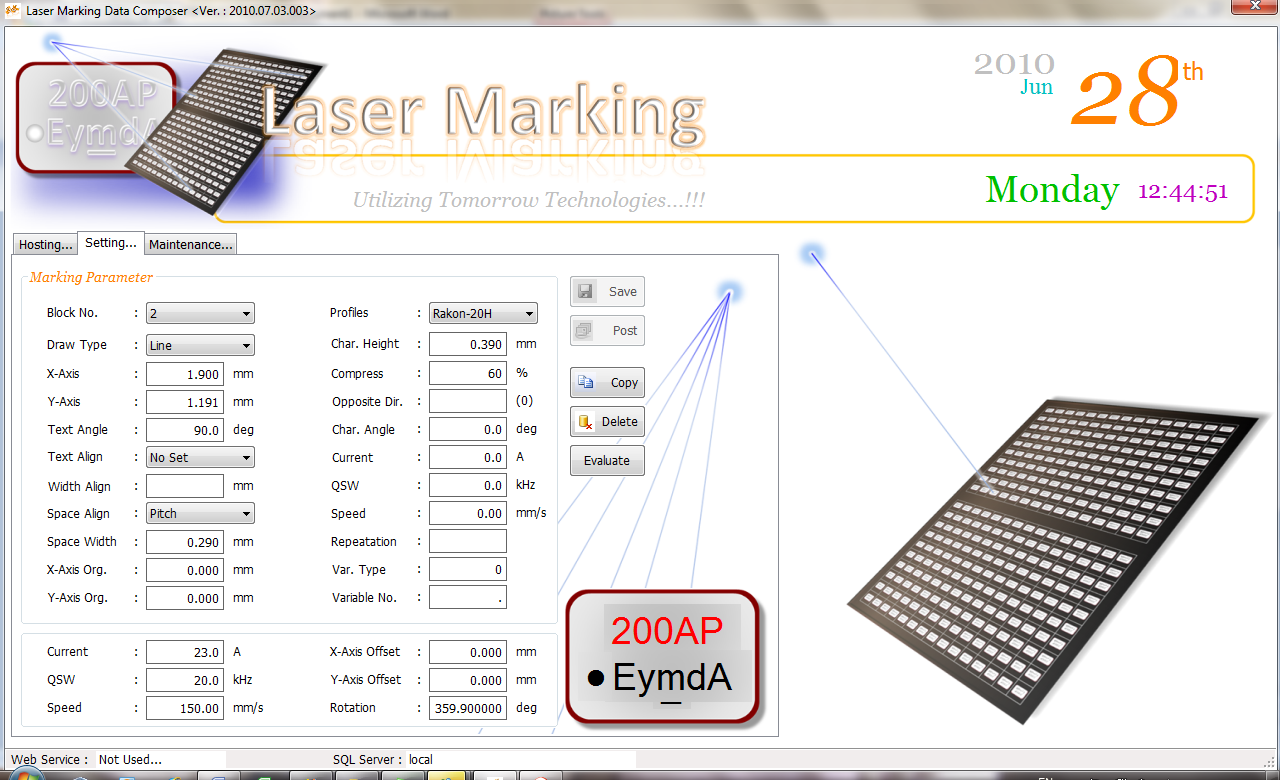 Laser Marking Data Composer <Ver. : 2010.07.03.003>
200AP
EymdA
Laser Marking
Utilizing Tomorrow Technologies...!!!
2010
Jun
28th
Monday 12:44:51
Hosting... Setting... Maintenance...
Marking Parameter
Block No. : 2 Profiles : Rakon-20H
Draw Type : Line Char. Height : 0.390 mm
X-Axis : 1.900 mm Compress : 60 %
Y-Axis : 1.191 mm Opposite Dir. : (0)
Text Angle : 90.0 deg Char. Angle : 0.0 deg
Text Align : No Set Current : 0.0 A
Width Align : mm QSW : 0.0 kHz
Space Align : Pitch Speed : 0.00 mm/s
Space Width : 0.290 mm Repeatation :
X-Axis Org. : 0.000 mm Var. Type : 0
Y-Axis Org. : 0.000 mm Variable No. : .
Save
Post
Copy
Delete
Evaluate
Current : 23.0 A X-Axis Offset : 0.000 mm
QSW : 20.0 kHz Y-Axis Offset : 0.000 mm
Speed : 150.00 mm/s Rotation : 359.900000 deg
200AP
● EymdA
Web Service : Not Used... SQL Server : local